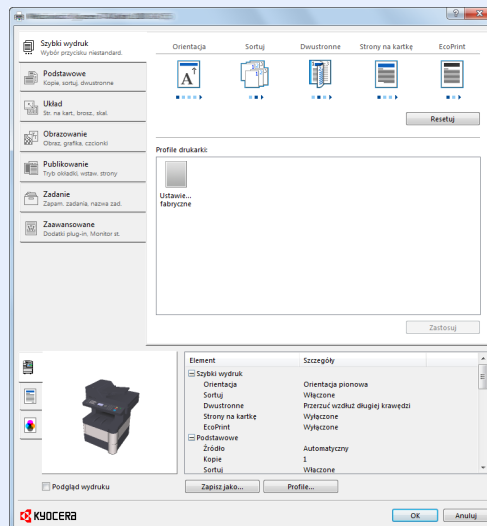 Szybki wydruk
Wybór przycisku niestandard.
Podstawowe
Kopie, sortuj, dwustronne
Układ
Str. na kart., brosz., skal.
Obrazowanie
Obraz, grafika, czcionki
Publikowanie
Tryb okładki, wstaw. strony
Zadanie
Zapam. zadania, nazwa zad.
Zaawansowane
Dodatki plug-in, Monitor st.
Orientacja Sortuj Dwustronne Strony na kartkę EcoPrint
A
Resetuj
Profile drukarki:
Ustawie...
fabryczne
Zastosuj
Element Szczegóły
Szybki wydruk
Orientacja Orientacja pionowa
Sortuj Włączone
Dwustronne Przerzuć wzdłuż długiej krawędzi
Strony na kartkę Wyłączone
EcoPrint Wyłączone
Podstawowe
Źródło Automatyczny
Kopie 1
Sortuj Włączone
Podgląd wydruku Zapisz jako... Profile...
KYOCERA OK Anuluj